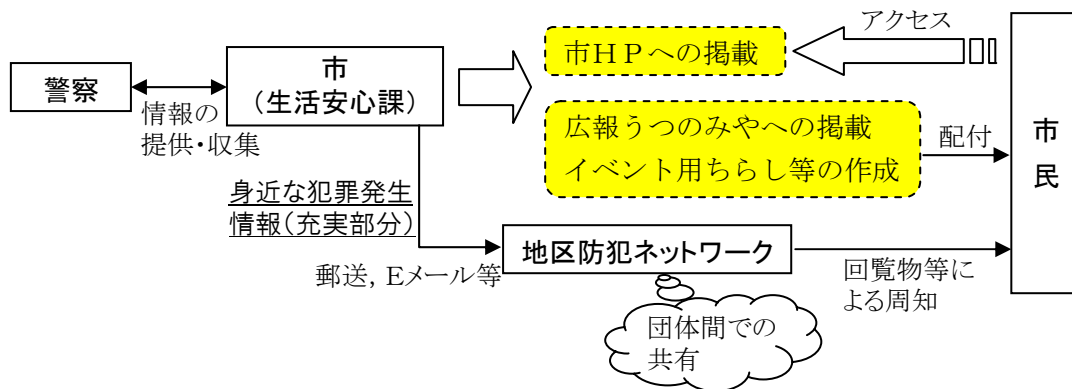 警察
情報の
提供・収集
市
（生活安心課）
市ＨＰへの掲載
アクセス
広報うつのみやへの掲載
イベント用ちらし等の作成
配付
市
民
身近な犯罪発生
情報（充実部分）
郵送，Eメール等
地区防犯ネットワーク
回覧物等に
よる周知
団体間での
共有